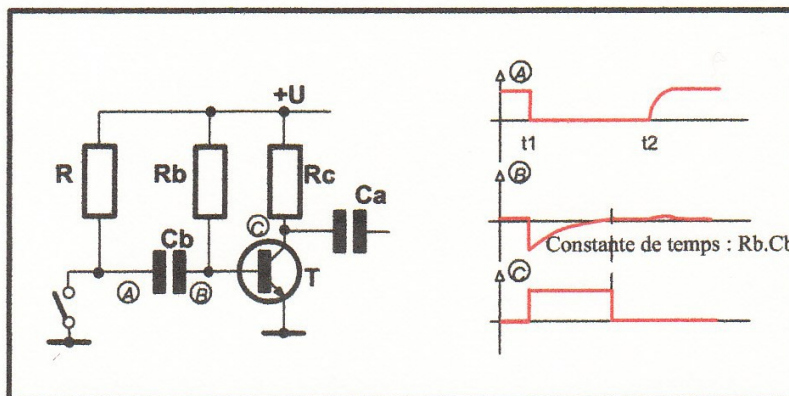 +U
R
Rb
Rc
Ca
C
Cb
T
A
B
A
t1
t2
B
Constante de temps : Rb.Cb
C